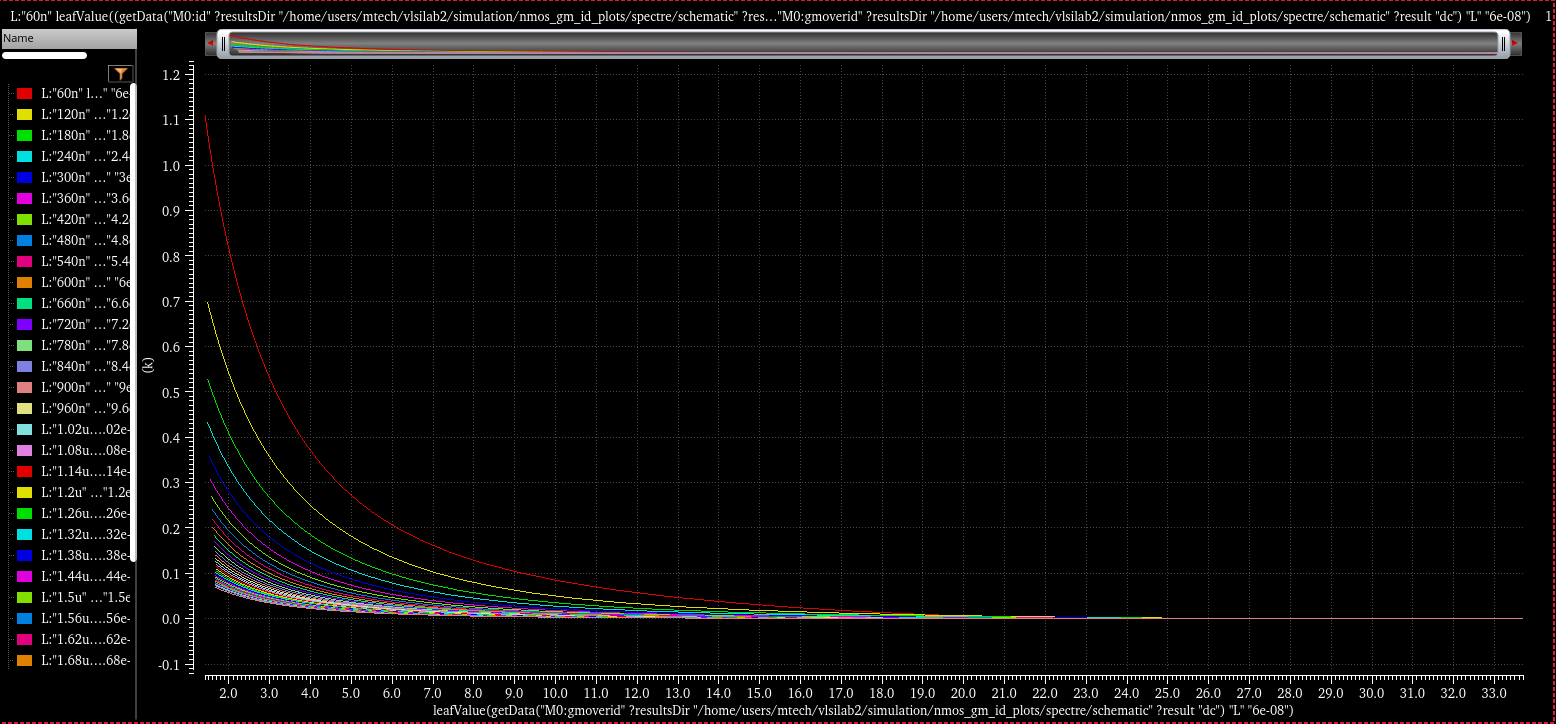 L:"60n" leafValue((getData("M0:id" ?resultsDir "/home/users/mtech/vlsilab2/simulation/nmos_gm_id_plots/spectre/schematic" ?res..."M0:gmoverid" ?resultsDir "/home/users/mtech/vlsilab2/simulation/nmos_gm_id_plots/spectre/schematic" ?result "dc") "L" "6e-08") 1
Name
L:"60n" l..." "6e-
L:"120n" ..."1.2
L:"180n" ..."1.8
L:"240n" ..."2.4
L:"300n" ..." "3e
L:"360n" ..."3.6
L:"420n" ..."4.2
L:"480n" ..."4.8
L:"540n" ..."5.4
L:"600n" ..." "6e
L:"660n" ..."6.6
L:"720n" ..."7.2
L:"780n" ..."7.8
L:"840n" ..."8.4
L:"900n" ..." "9e
L:"960n" ..."9.6
L:"1.02u....02e-
L:"1.08u....08e-
L:"1.14u....14e-
L:"1.2u" ..."1.2e
L:"1.26u....26e-
L:"1.32u....32e-
L:"1.38u....38e-
L:"1.44u....44e-
L:"1.5u" ..."1.5e
L:"1.56u....56e-
L:"1.62u....62e-
L:"1.68u....68e-
(k)
1.2
1.1
1.0
0.9
0.8
0.7
0.6
0.5
0.4
0.3
0.2
0.1
0.0
-0.1
2.0 3.0 4.0 5.0 6.0 7.0 8.0 9.0 10.0 11.0 12.0 13.0 14.0 15.0 16.0 17.0 18.0 19.0 20.0 21.0 22.0 23.0 24.0 25.0 26.0 27.0 28.0 29.0 30.0 31.0 32.0 33.0
leafValue(getData("M0:gmoverid" ?resultsDir "/home/users/mtech/vlsilab2/simulation/nmos_gm_id_plots/spectre/schematic" ?result "dc") "L" "6e-08")